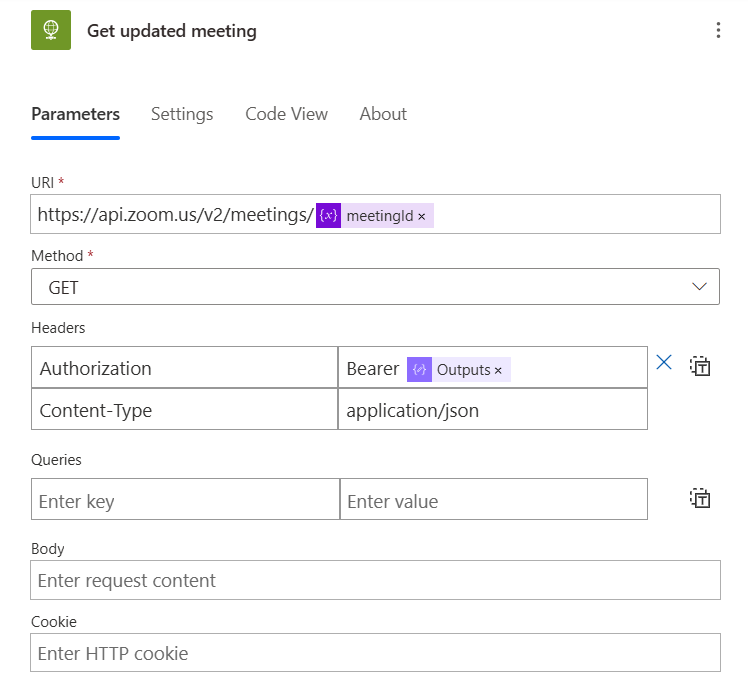 Get updated meeting
Parameters Settings Code View About
URI *
https://api.zoom.us/v2/meetings/ {x} meetingId ×
Method *
GET
Headers
Authorization Bearer Outputs ×
Content-Type application/json
Queries
Enter key Enter value
Body
Enter request content
Cookie
Enter HTTP cookie